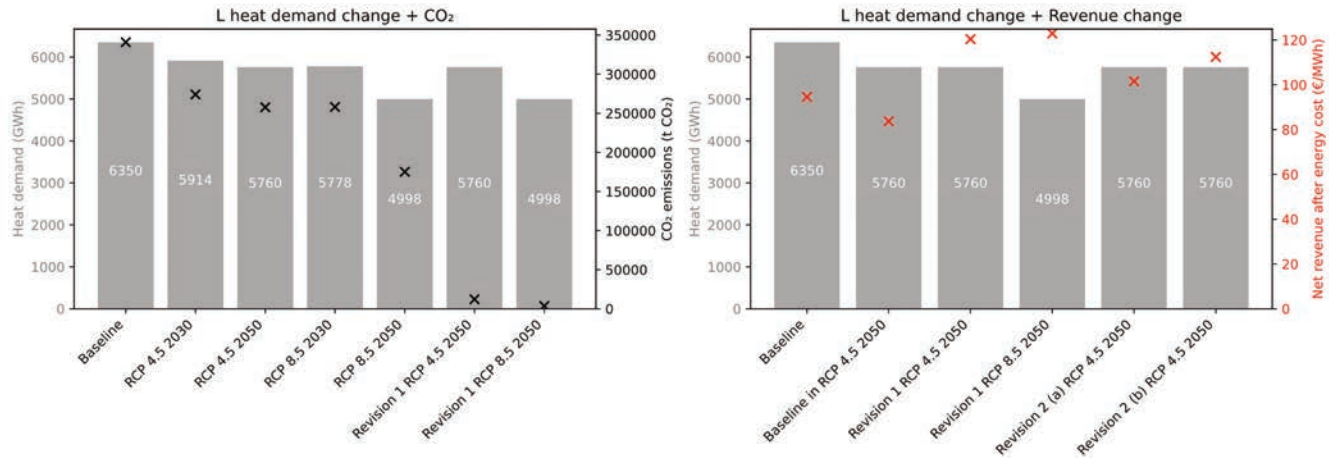 L heat demand change + CO₂
Heat demand (GWh)
6000
5000
4000
3000
2000
1000
0
6350
5914
5760
5778
4998
5760
4998
350000
300000
250000
200000
150000
100000
50000
0
CO₂ emissions (t CO₂)
Baseline
RCP 4.5 2030
RCP 4.5 2050
RCP 8.5 2030
RCP 8.5 2050
Revision 1 RCP 4.5 2050
Revision 1 RCP 8.5 2050
L heat demand change + Revenue change
Heat demand (GWh)
6000
5000
4000
3000
2000
1000
0
6350
5760
5760
4998
5760
5760
120
100
80
60
40
20
0
Net revenue after energy cost (€/MWh)
Baseline
Baseline in RCP 4.5 2050
Revision 1 RCP 4.5 2050
Revision 1 RCP 8.5 2050
Revision 2 (a) RCP 4.5 2050
Revision 2 (b) RCP 4.5 2050